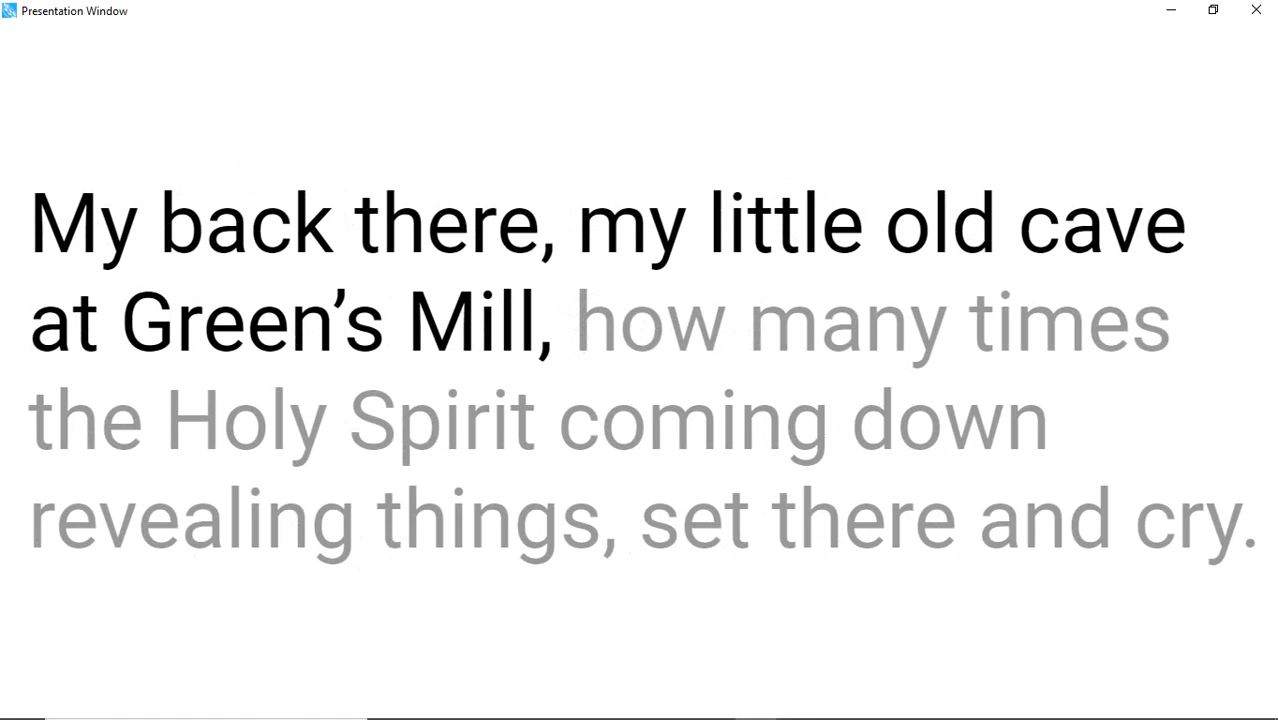 Presentation Window
My back there, my little old cave
at Green’s Mill, how many times
the Holy Spirit coming down
revealing things, set there and cry.